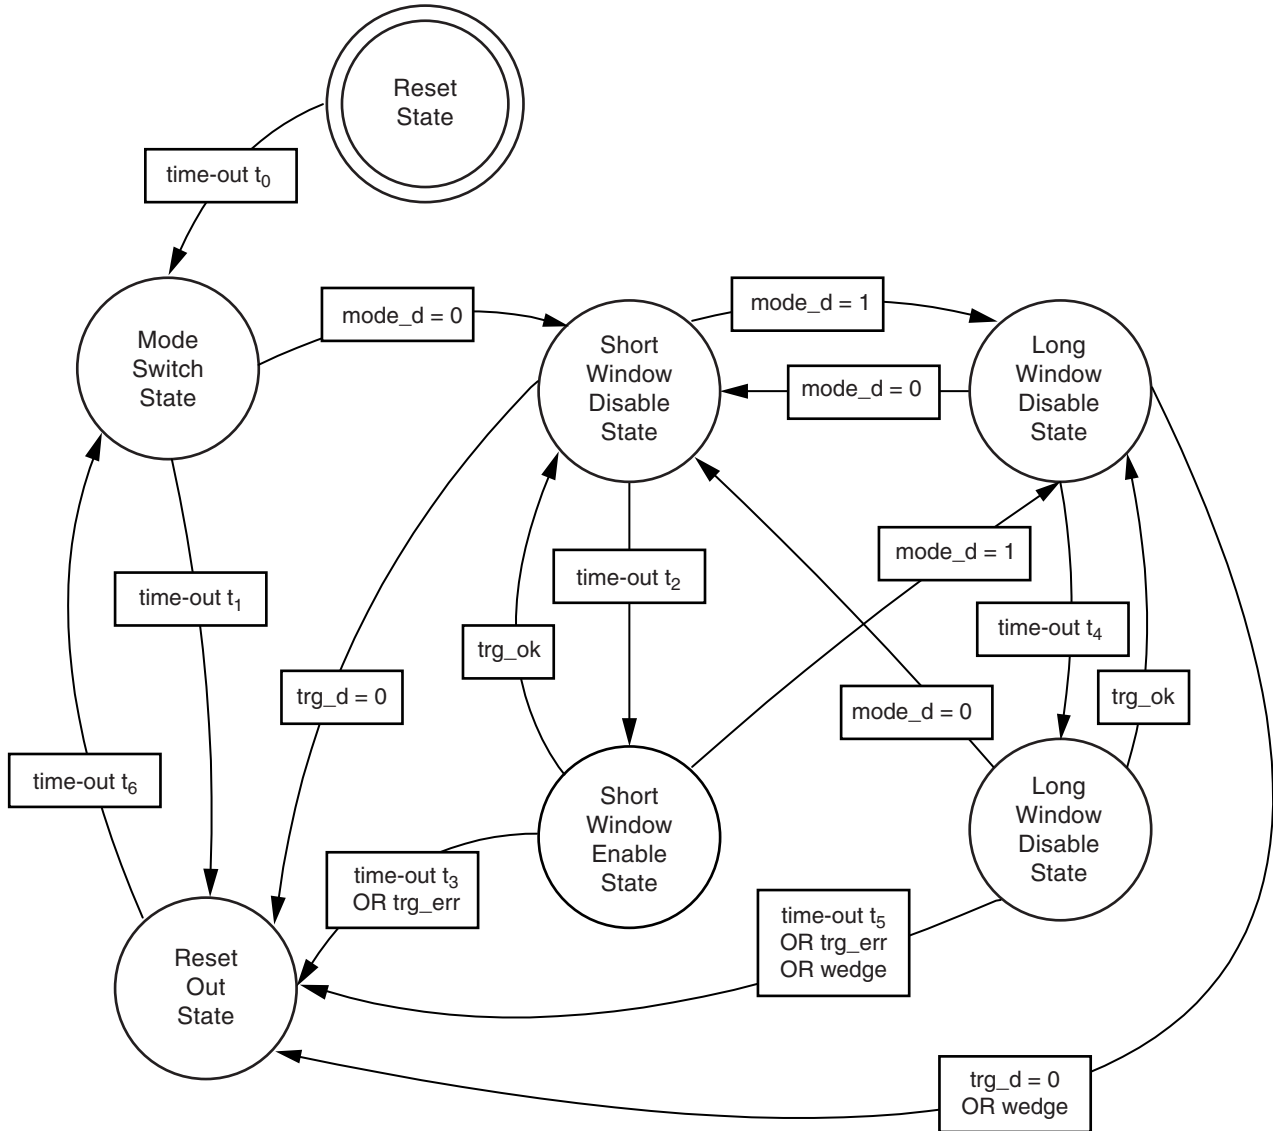 Reset
State
time-out t0
Mode
Switch
State
mode_d = 0
Short
Window
Disable
State
mode_d = 1
mode_d = 0
Long
Window
Disable
State
mode_d = 1
time-out t2
time-out t1
time-out t4
trg_ok
trg_d = 0
trg_ok
mode_d = 0
time-out t6
Short
Window
Enable
State
Long
Window
Disable
State
time-out t3
OR trg_err
time-out t5
OR trg_err
OR wedge
Reset
Out
State
trg_d = 0
OR wedge